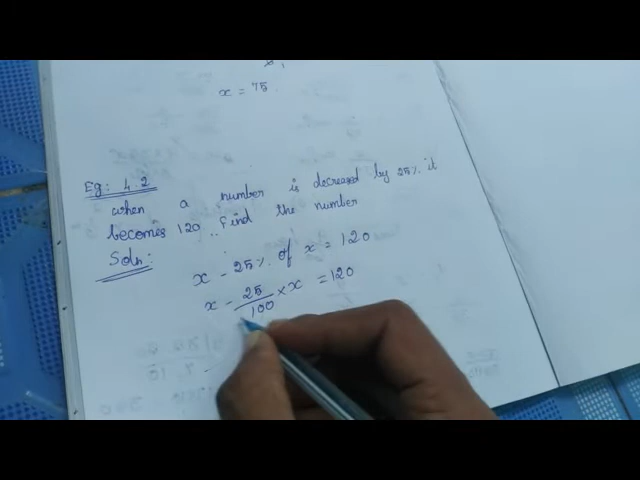 x = 75.
Eg: 4.2
when a number is decreased by 25% it
becomes 120 .. find the number
Soln:
x - 25% of x = 120
x - 25/100 × x = 120